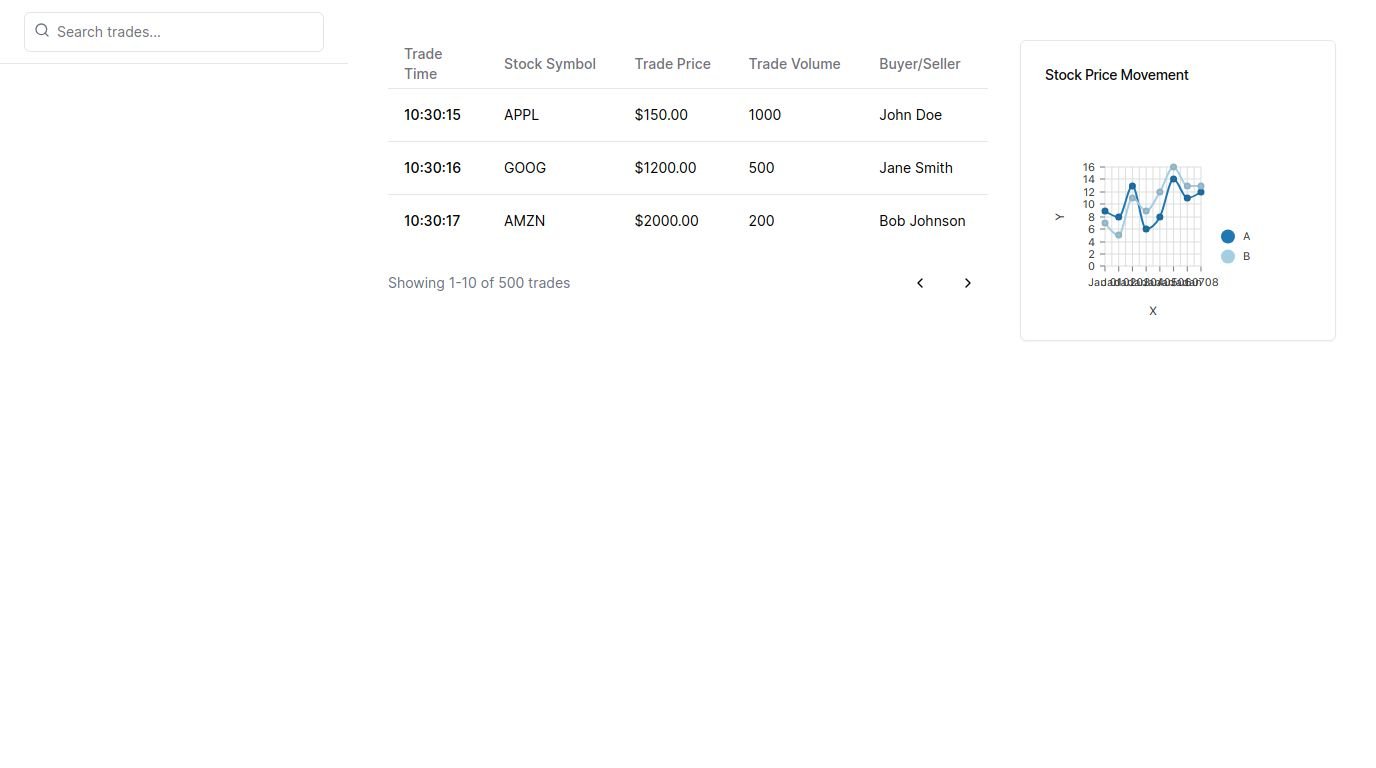 Search trades...
Trade Time
Stock Symbol
Trade Price
Trade Volume
Buyer/Seller
10:30:15 APPL $150.00 1000 John Doe
10:30:16 GOOG $1200.00 500 Jane Smith
10:30:17 AMZN $2000.00 200 Bob Johnson
Showing 1-10 of 500 trades
Stock Price Movement
16
14
12
10
8
6
4
2
0
Y
X
A
B